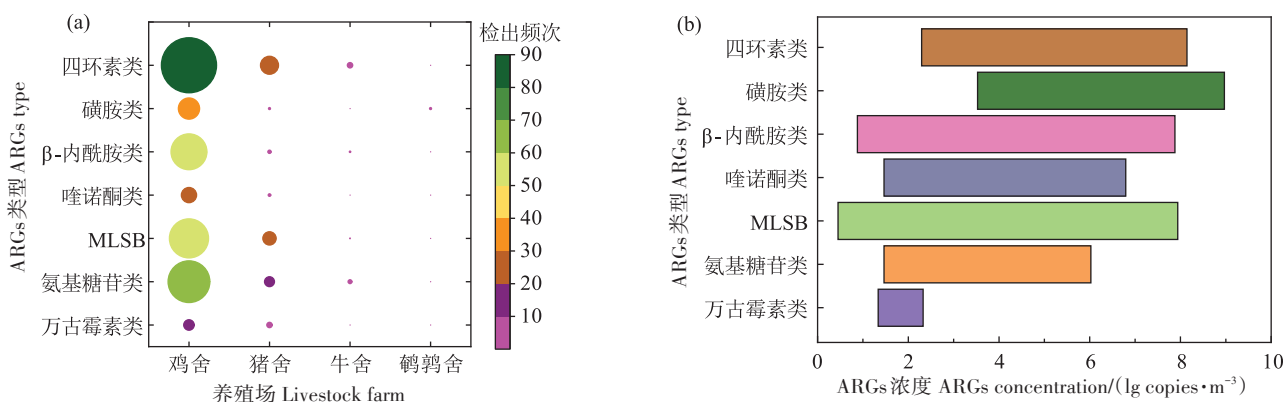 (a)
检出频次
ARGs类型 ARGs type
四环素类
磺胺类
β-内酰胺类
喹诺酮类
MLSB
氨基糖苷类
万古霉素类
鸡舍 猪舍 牛舍 鹌鹑舍
养殖场 Livestock farm
90
80
70
60
50
40
30
20
10
(b)
ARGs类型 ARGs type
四环素类
磺胺类
β-内酰胺类
喹诺酮类
MLSB
氨基糖苷类
万古霉素类
0 2 4 6 8 10
ARGs浓度 ARGs concentration/(lg copies·m⁻³)